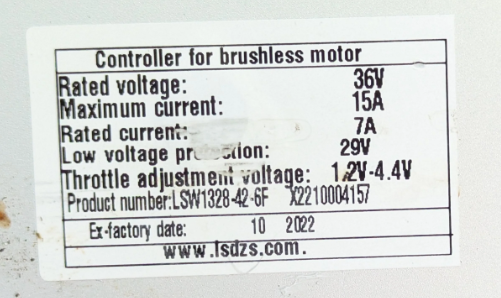 Controller for brushless motor
Rated voltage: 36V
Maximum current: 15A
Rated current: 7A
Low voltage 29V
Throttle adjustment voltage: 1.2V-4.4V
Product number:LSW1328-42-6F X2210004157
Ex-factory date: 10 2022
www.lsdzs.com.